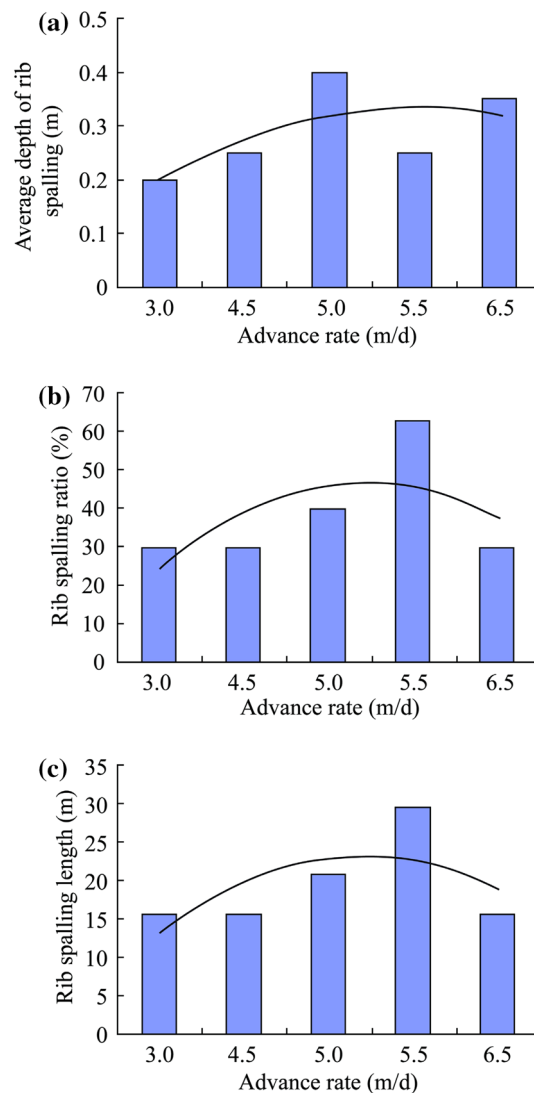 (a)
Average depth of rib
spalling (m)
0.5
0.4
0.3
0.2
0.1
0
3.0 4.5 5.0 5.5 6.5
Advance rate (m/d)
(b)
Rib spalling ratio (%)
70
60
50
40
30
20
10
0
3.0 4.5 5.0 5.5 6.5
Advance rate (m/d)
(c)
Rib spalling length (m)
35
30
25
20
15
10
5
0
3.0 4.5 5.0 5.5 6.5
Advance rate (m/d)